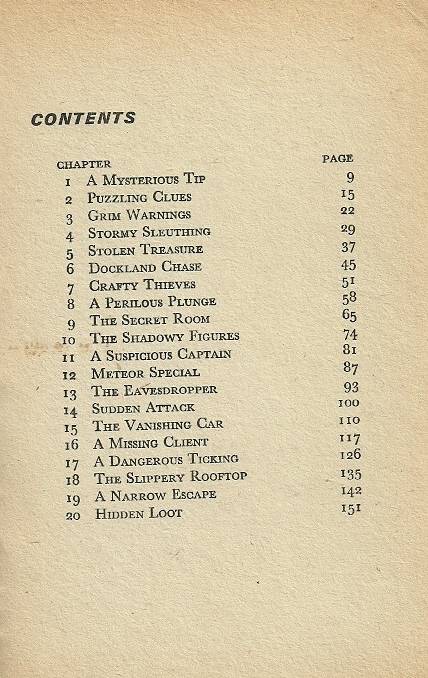 CONTENTS
CHAPTER PAGE
1 A Mysterious Tip 9
2 Puzzling Clues 15
3 Grim Warnings 22
4 Stormy Sleuthing 29
5 Stolen Treasure 37
6 Dockland Chase 45
7 Crafty Thieves 51
8 A Perilous Plunge 58
9 The Secret Room 65
10 The Shadowy Figures 74
11 A Suspicious Captain 81
12 Meteor Special 87
13 The Eavesdropper 93
14 Sudden Attack 100
15 The Vanishing Car 110
16 A Missing Client 117
17 A Dangerous Ticking 126
18 The Slippery Rooftop 135
19 A Narrow Escape 142
20 Hidden Loot 151